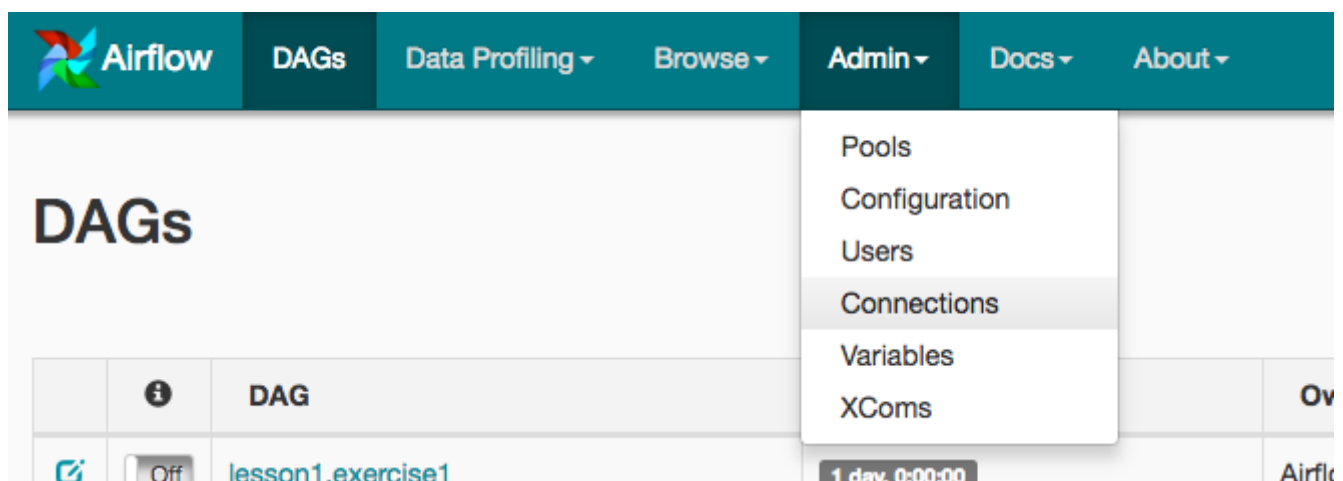 Airflow DAGs Data Profiling Browse Admin Docs About
Pools
Configuration
Users
Connections
Variables
XComs
DAGs
DAG
Off lesson1.exercise1 1 day, 0:00:00